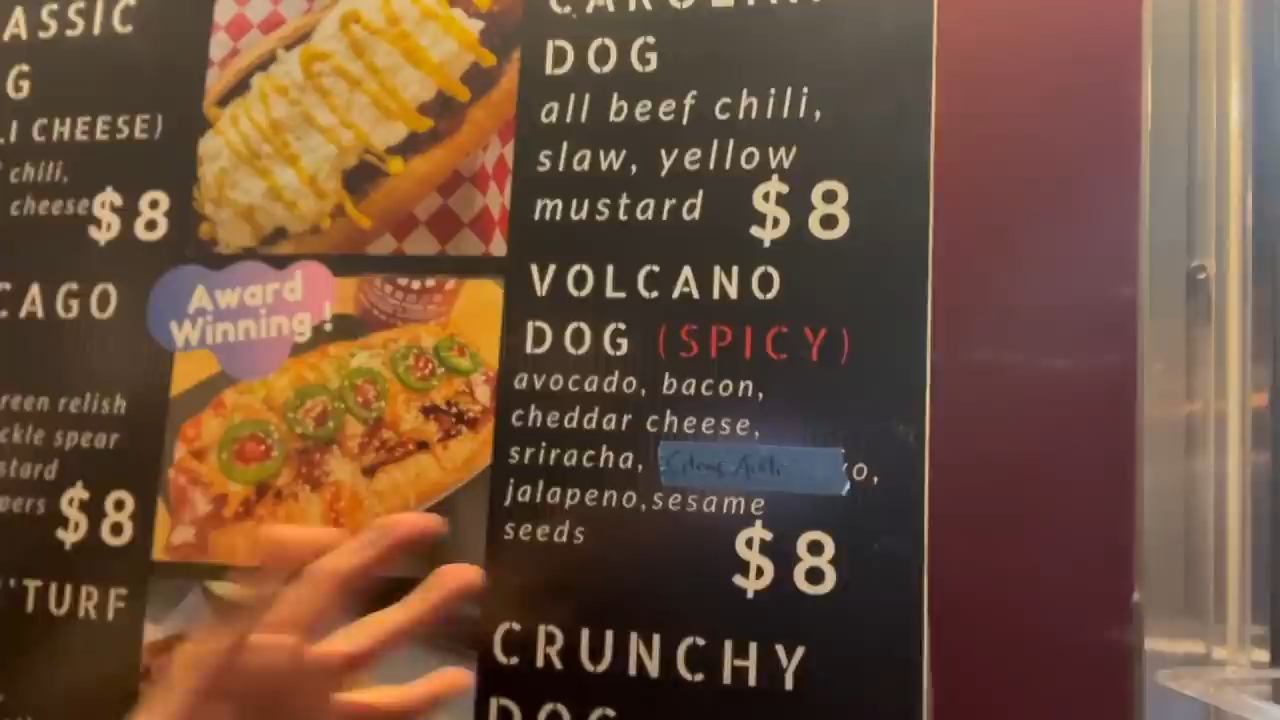 ASSIC
G
LI CHEESE)
chili,
cheese
$8
CAGO
reen relish
ckle spear
stard
pers
$8
'TURF
Award
Winning!
DOG
all beef chili,
slaw, yellow
mustard
$8
VOLCANO
DOG (SPICY)
avocado, bacon,
cheddar cheese,
sriracha, o,
jalapeno,sesame
seeds
$8
CRUNCHY
DOG